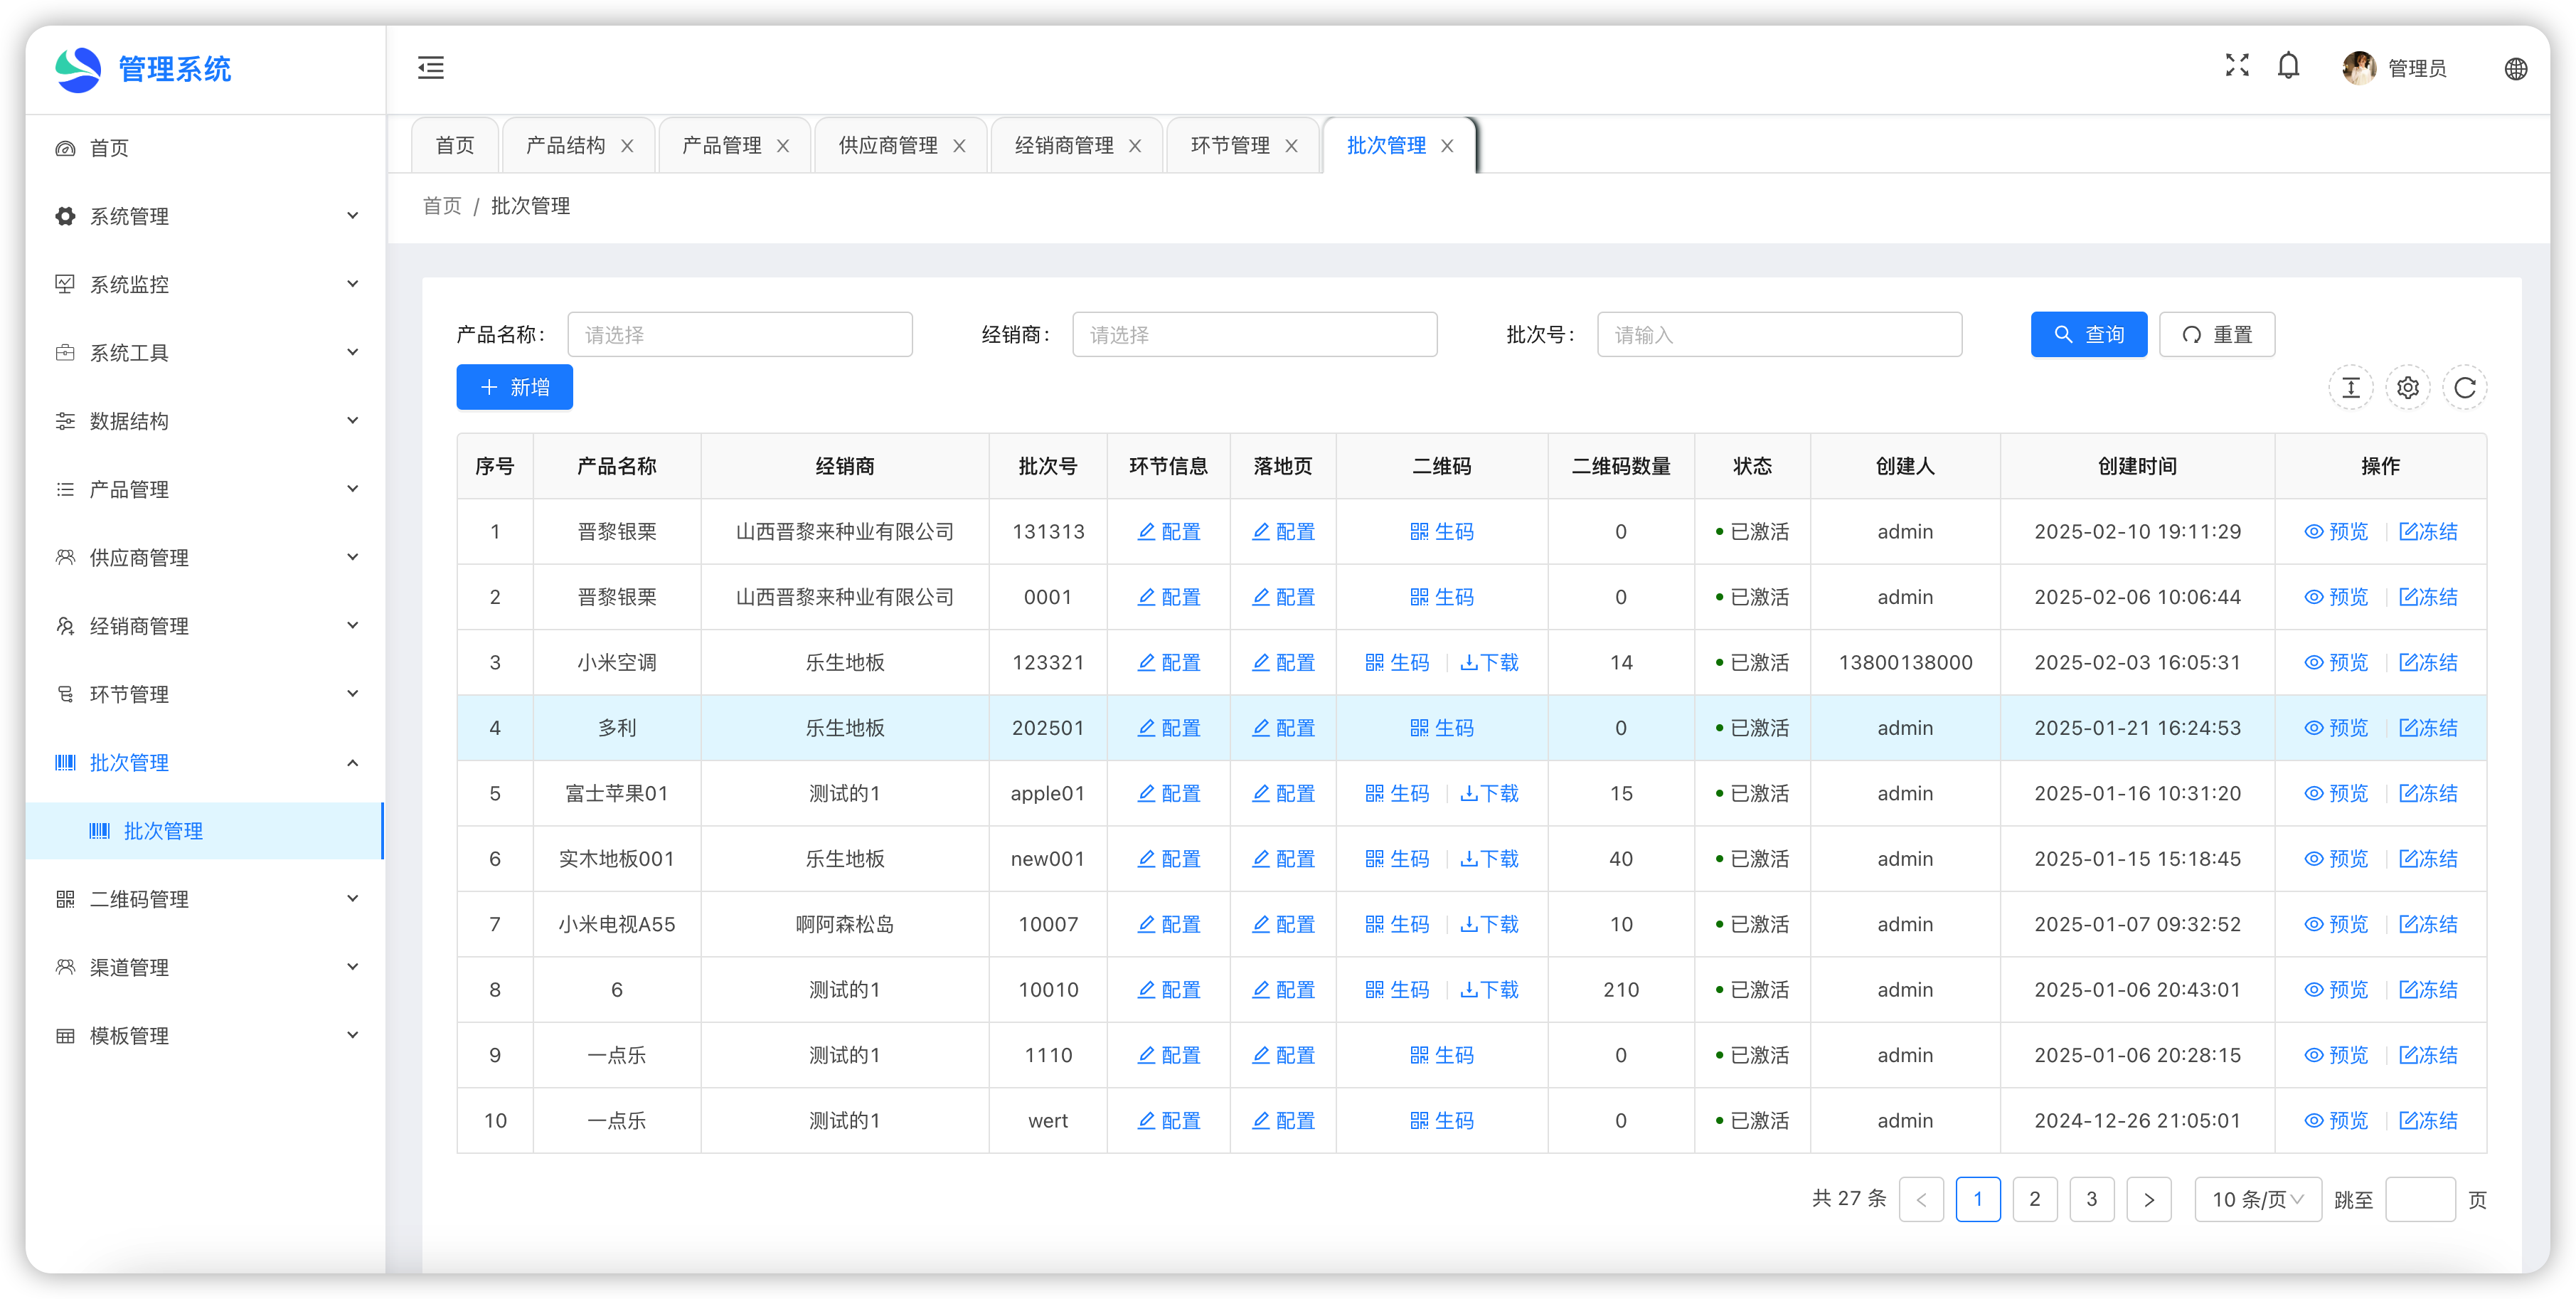 管理系统
管理员
首页
系统管理
系统监控
系统工具
数据结构
产品管理
供应商管理
经销商管理
环节管理
批次管理
批次管理
二维码管理
渠道管理
模板管理
首页 产品结构 产品管理 供应商管理 经销商管理 环节管理 批次管理
首页 / 批次管理
产品名称： 请选择 经销商： 请选择 批次号： 请输入 查询 重置
新增
序号 产品名称 经销商 批次号 环节信息 落地页 二维码 二维码数量 状态 创建人 创建时间 操作
1 晋黎银栗 山西晋黎来种业有限公司 131313 配置 配置 生码 0 已激活 admin 2025-02-10 19:11:29 预览 冻结
2 晋黎银栗 山西晋黎来种业有限公司 0001 配置 配置 生码 0 已激活 admin 2025-02-06 10:06:44 预览 冻结
3 小米空调 乐生地板 123321 配置 配置 生码 下载 14 已激活 13800138000 2025-02-03 16:05:31 预览 冻结
4 多利 乐生地板 202501 配置 配置 生码 0 已激活 admin 2025-01-21 16:24:53 预览 冻结
5 富士苹果01 测试的1 apple01 配置 配置 生码 下载 15 已激活 admin 2025-01-16 10:31:20 预览 冻结
6 实木地板001 乐生地板 new001 配置 配置 生码 下载 40 已激活 admin 2025-01-15 15:18:45 预览 冻结
7 小米电视A55 啊阿森松岛 10007 配置 配置 生码 下载 10 已激活 admin 2025-01-07 09:32:52 预览 冻结
8 6 测试的1 10010 配置 配置 生码 下载 210 已激活 admin 2025-01-06 20:43:01 预览 冻结
9 一点乐 测试的1 1110 配置 配置 生码 0 已激活 admin 2025-01-06 20:28:15 预览 冻结
10 一点乐 测试的1 wert 配置 配置 生码 0 已激活 admin 2024-12-26 21:05:01 预览 冻结
共 27 条 < 1 2 3 > 10 条/页 跳至 页